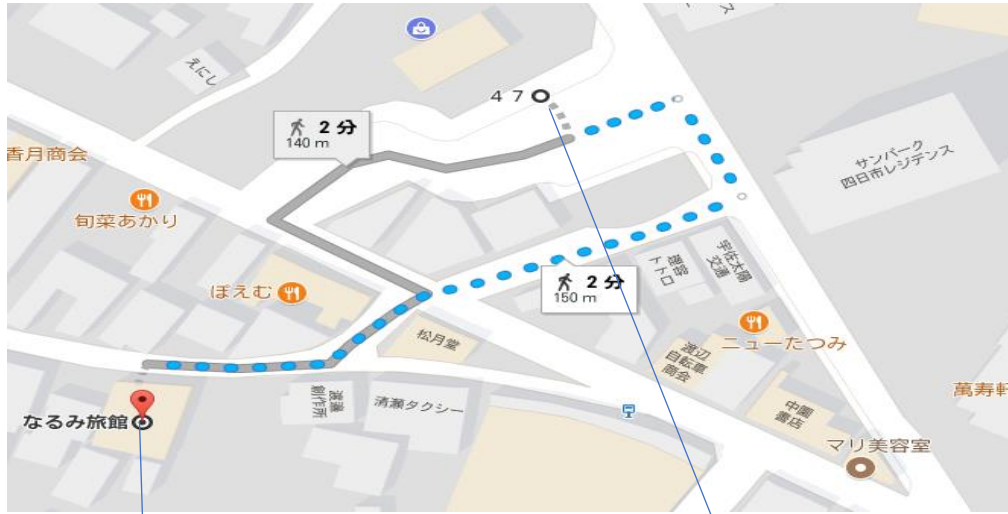 えにし
47
2 分
140 m
香月商会
旬菜あかり
サンパーク
四日市レジデンス
ぽえむ
2 分
150 m
理容
トトロ
宇佐太陽
交通
松月堂
ニューたつみ
渡辺
自転車
商会
渡邊
創作所
清瀬タクシー
なるみ旅館
中園
書店
萬寿軒
マリ美容室